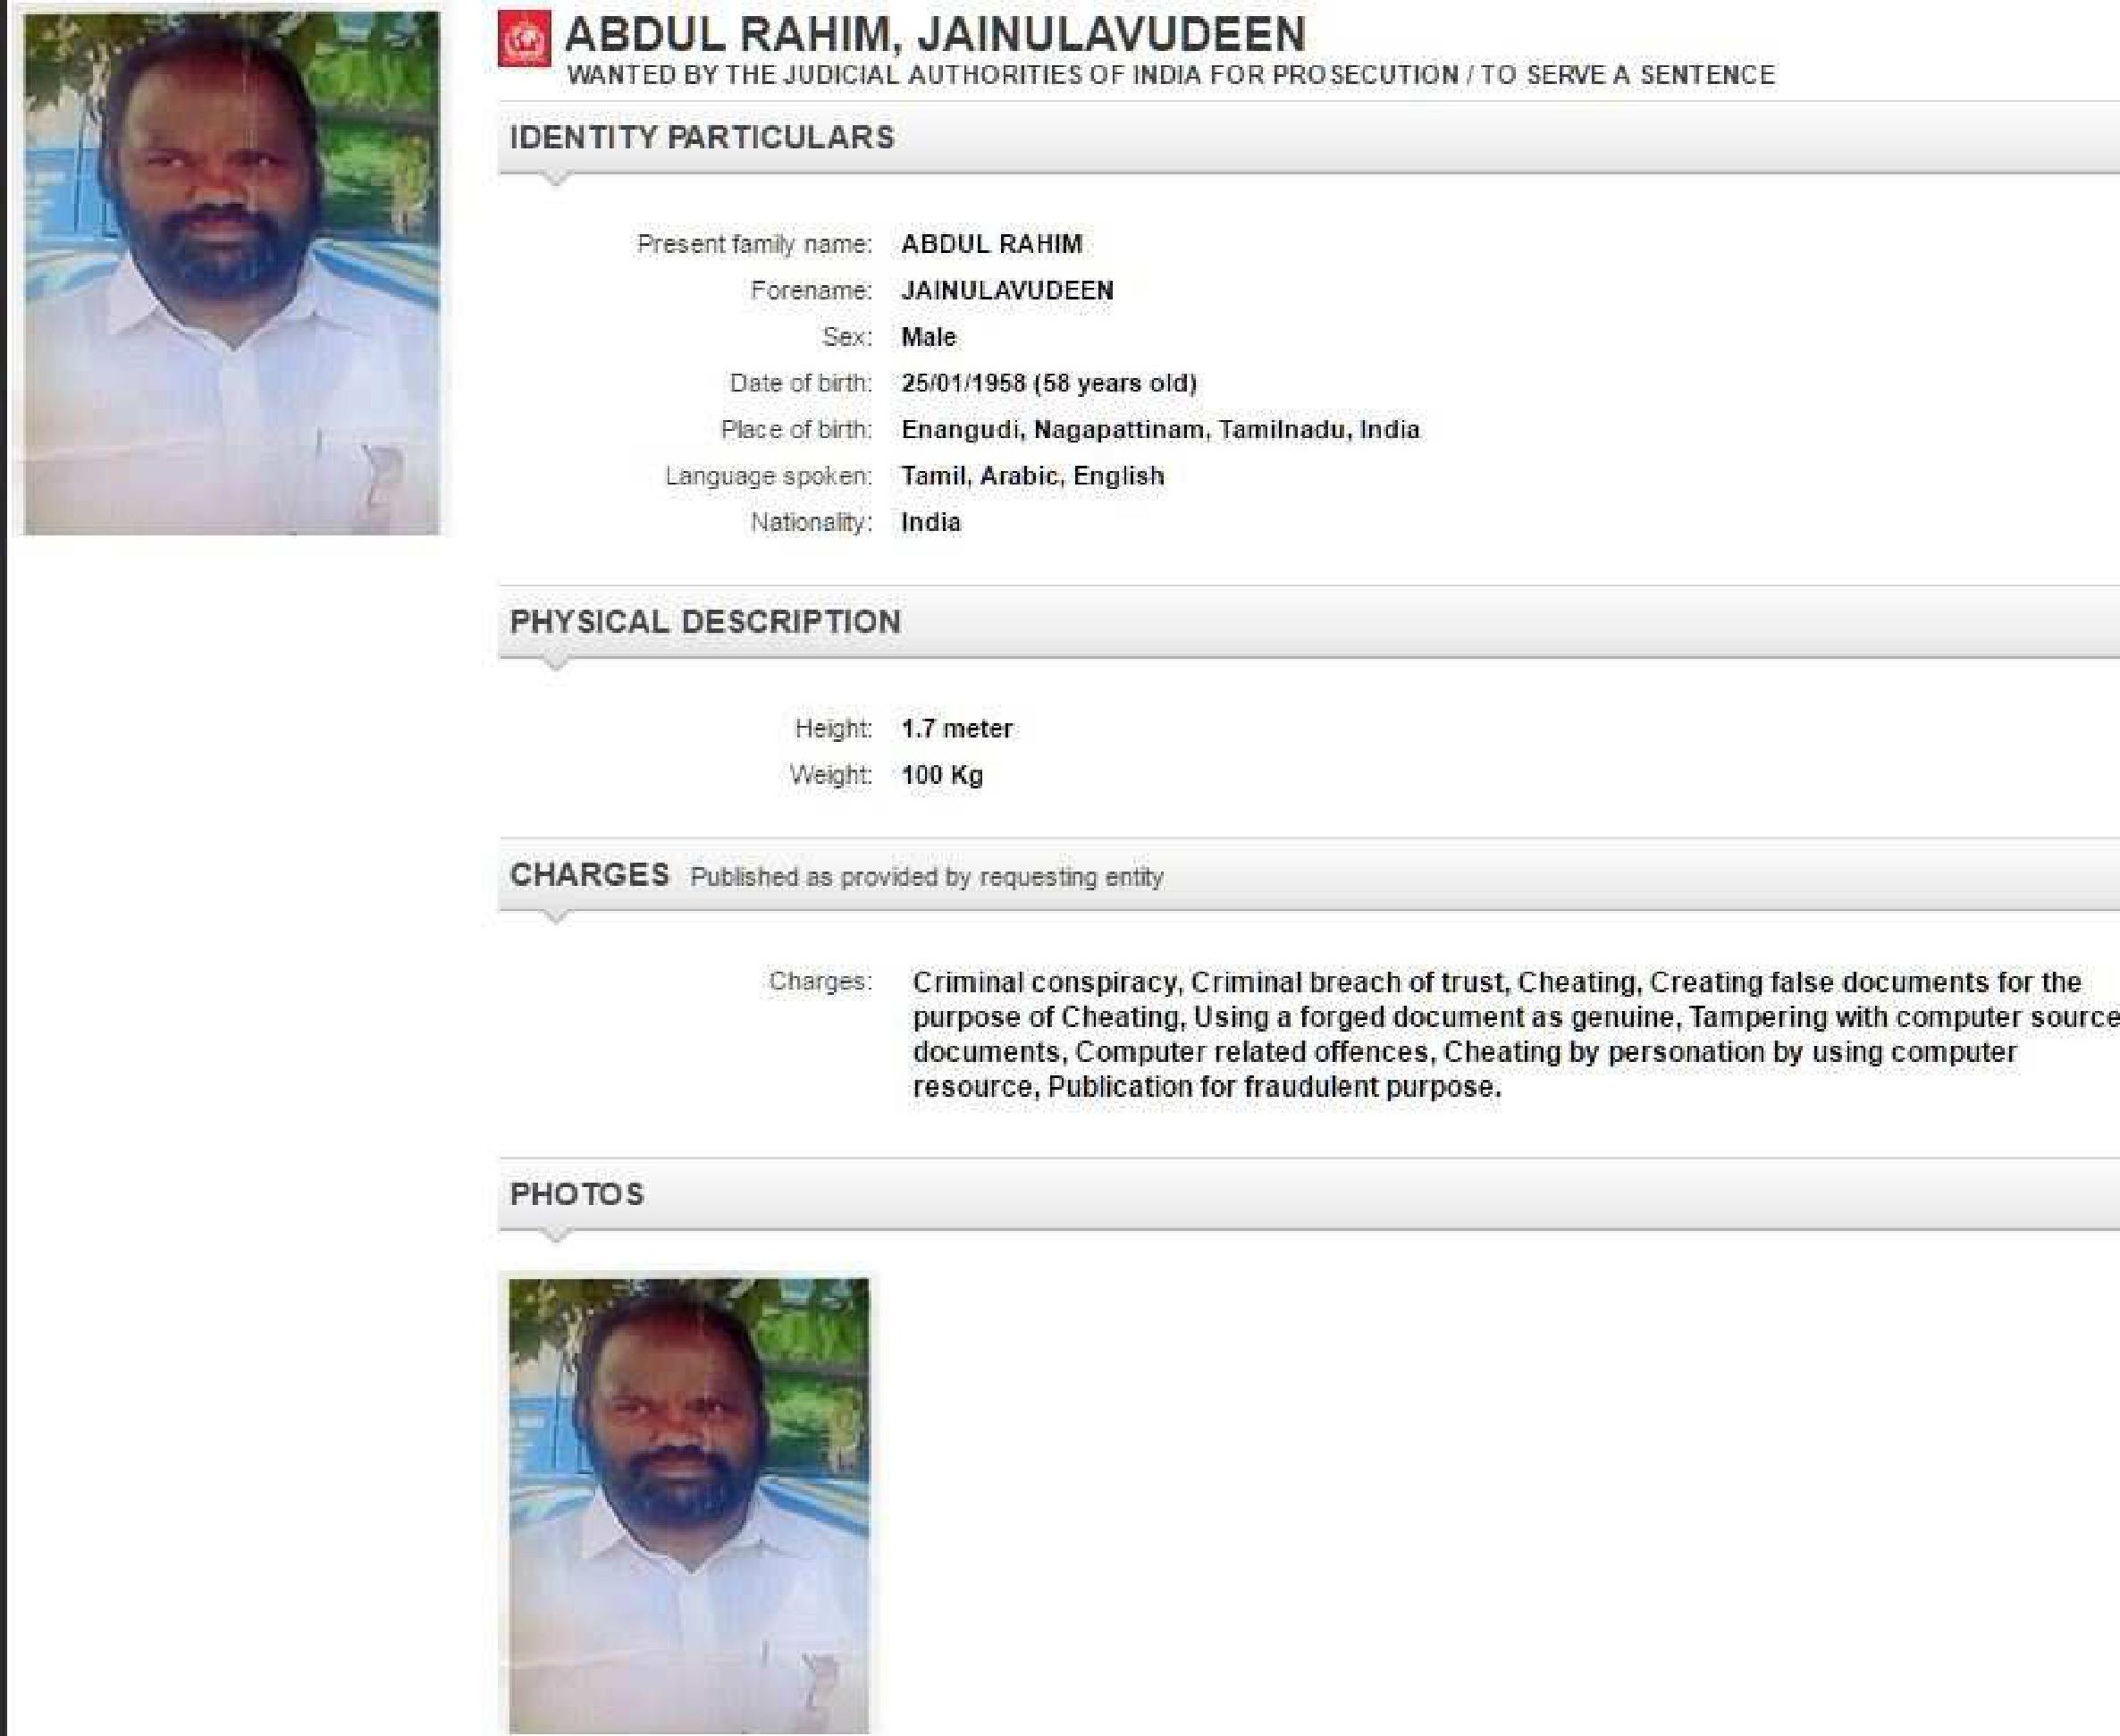 ABDUL RAHIM, JAINULAVUDEEN
WANTED BY THE JUDICIAL AUTHORITIES OF INDIA FOR PROSECUTION / TO SERVE A SENTENCE
IDENTITY PARTICULARS
Present family name: ABDUL RAHIM
Forename: JAINULAVUDEEN
Sex: Male
Date of birth: 25/01/1958 (58 years old)
Place of birth: Enangudi, Nagapattinam, Tamilnadu, India
Language spoken: Tamil, Arabic, English
Nationality: India
PHYSICAL DESCRIPTION
Height: 1.7 meter
Weight: 100 Kg
CHARGES Published as provided by requesting entity
Charges: Criminal conspiracy, Criminal breach of trust, Cheating, Creating false documents for the
purpose of Cheating, Using a forged document as genuine, Tampering with computer source
documents, Computer related offences, Cheating by personation by using computer
resource, Publication for fraudulent purpose.
PHOTOS